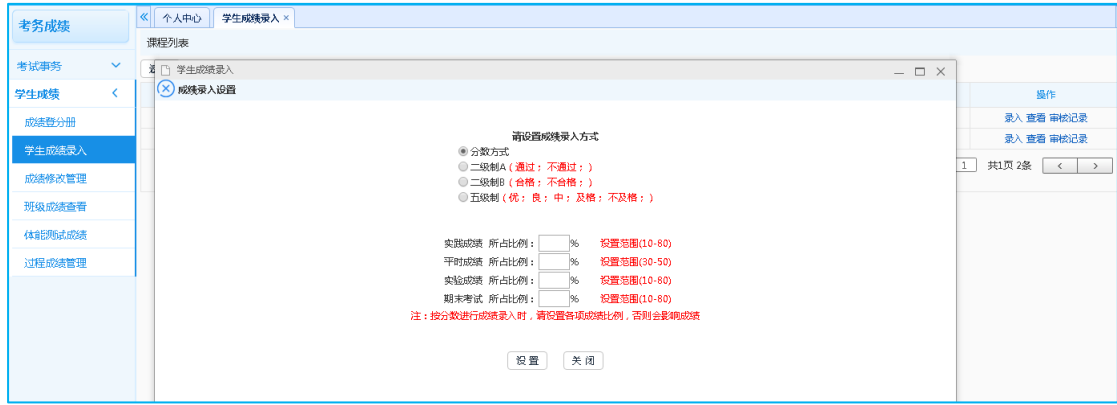 考务成绩
考试事务
学生成绩
成绩登分册
学生成绩录入
成绩修改管理
班级成绩查看
体能测试成绩
过程成绩管理
个人中心 学生成绩录入 ×
课程列表
学生成绩录入
成绩录入设置
请设置成绩录入方式
分数方式
二级制A ( 通过； 不通过； )
二级制B ( 合格； 不合格； )
五级制 ( 优； 良； 中； 及格； 不及格； )
实践成绩 所占比例： % 设置范围(10-80)
平时成绩 所占比例： % 设置范围(30-50)
实验成绩 所占比例： % 设置范围(10-80)
期末考试 所占比例： % 设置范围(10-80)
注：按分数进行成绩录入时，请设置各项成绩比例，否则会影响成绩
设置 关闭
操作
录入 查看 审核记录
录入 查看 审核记录
1 共1页 2条 < >